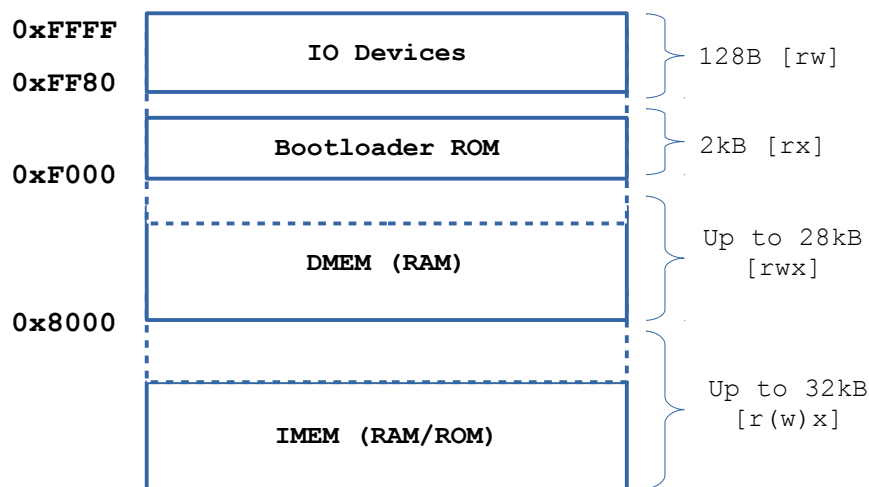 0xFFFF
IO Devices
128B [rw]
0xFF80
Bootloader ROM
2kB [rx]
0xF000
Up to 28kB
[rwx]
DMEM (RAM)
0x8000
Up to 32kB
[r(w)x]
IMEM (RAM/ROM)